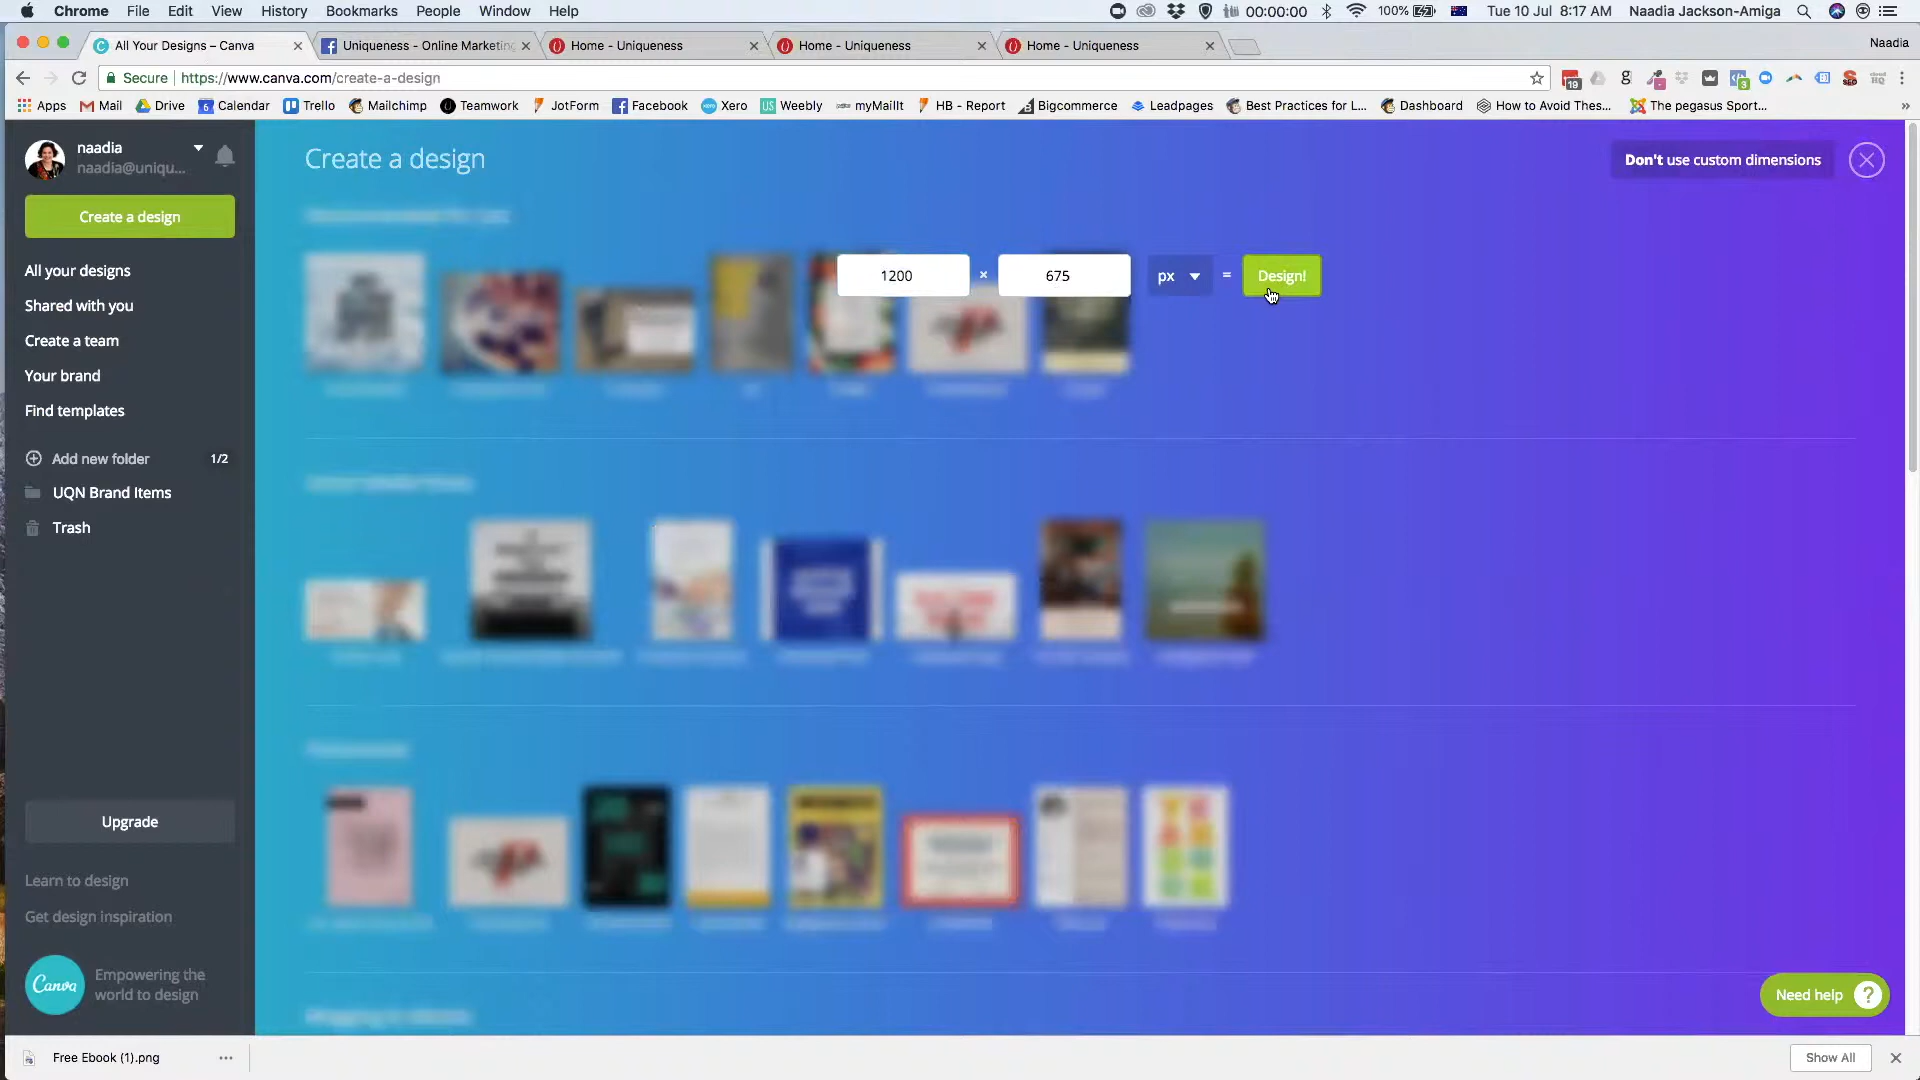 Chrome File Edit View History Bookmarks People Window Help 00:00:00 100% Tue 10 Jul 8:17 AM Naadia Jackson-Amiga
All Your Designs – Canva Uniqueness - Online Marketing Home - Uniqueness Home - Uniqueness Home - Uniqueness Naadia
Secure https://www.canva.com/create-a-design 19 3
Apps Mail Drive 6 Calendar Trello Mailchimp Teamwork JotForm Facebook Xero Weebly myMailIt HB - Report Bigcommerce Leadpages Best Practices for L... Dashboard How to Avoid Thes... The pegasus Sport... »
naadia
naadia@uniqu...
Create a design
All your designs
Shared with you
Create a team
Your brand
Find templates
Add new folder 1/2
UQN Brand Items
Trash
Upgrade
Learn to design
Get design inspiration
Canva
Empowering the
world to design
Create a design
Don't use custom dimensions
1200 × 675 px = Design!
Need help ?
Free Ebook (1).png
Show All